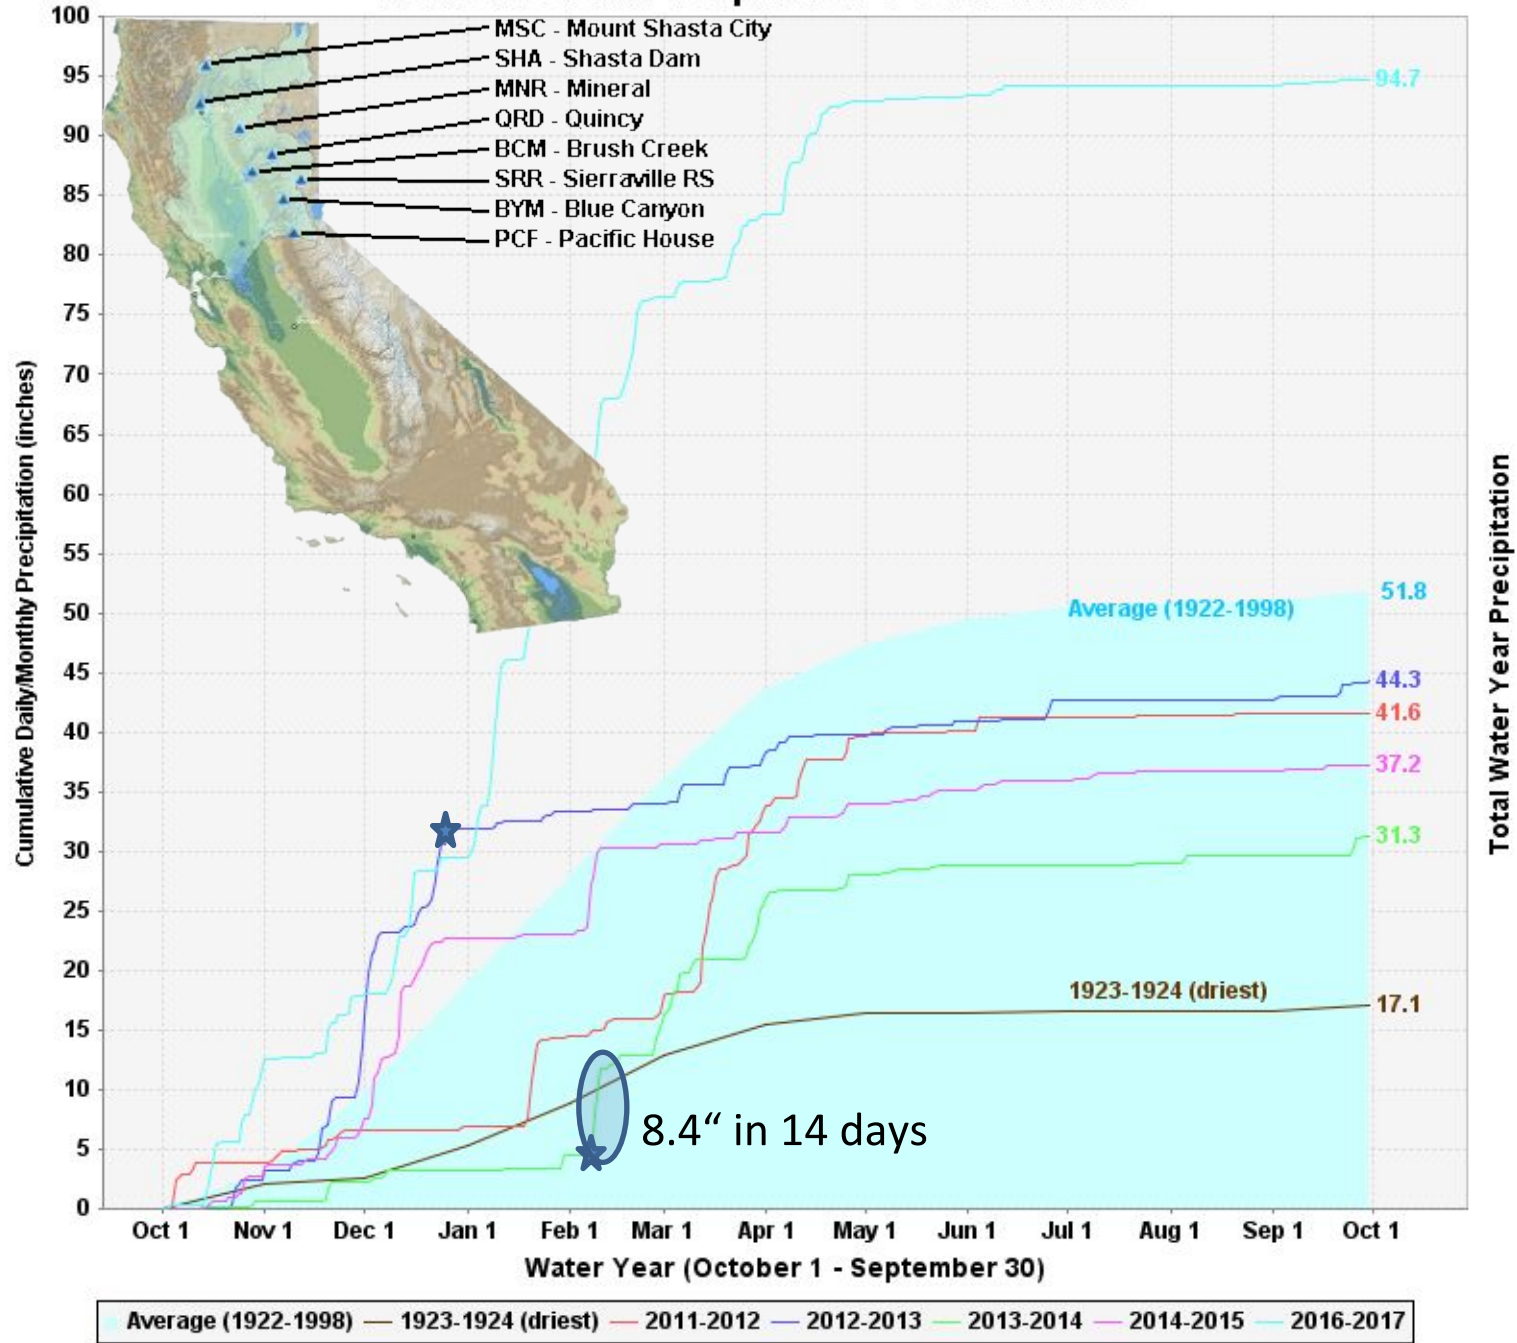 MSC - Mount Shasta City
SHA - Shasta Dam
MNR - Mineral
QRD - Quincy
BCM - Brush Creek
SRR - Sierraville RS
BYM - Blue Canyon
PCF - Pacific House
Cumulative Daily/Monthly Precipitation (inches)
100
95
90
85
80
75
70
65
60
55
50
45
40
35
30
25
20
15
10
5
0
94.7
Average (1922-1998)
51.8
44.3
41.6
37.2
31.3
1923-1924 (driest)
17.1
8.4“ in 14 days
Total Water Year Precipitation
Oct 1 Nov 1 Dec 1 Jan 1 Feb 1 Mar 1 Apr 1 May 1 Jun 1 Jul 1 Aug 1 Sep 1 Oct 1
Water Year (October 1 - September 30)
Average (1922-1998) 1923-1924 (driest) 2011-2012 2012-2013 2013-2014 2014-2015 2016-2017